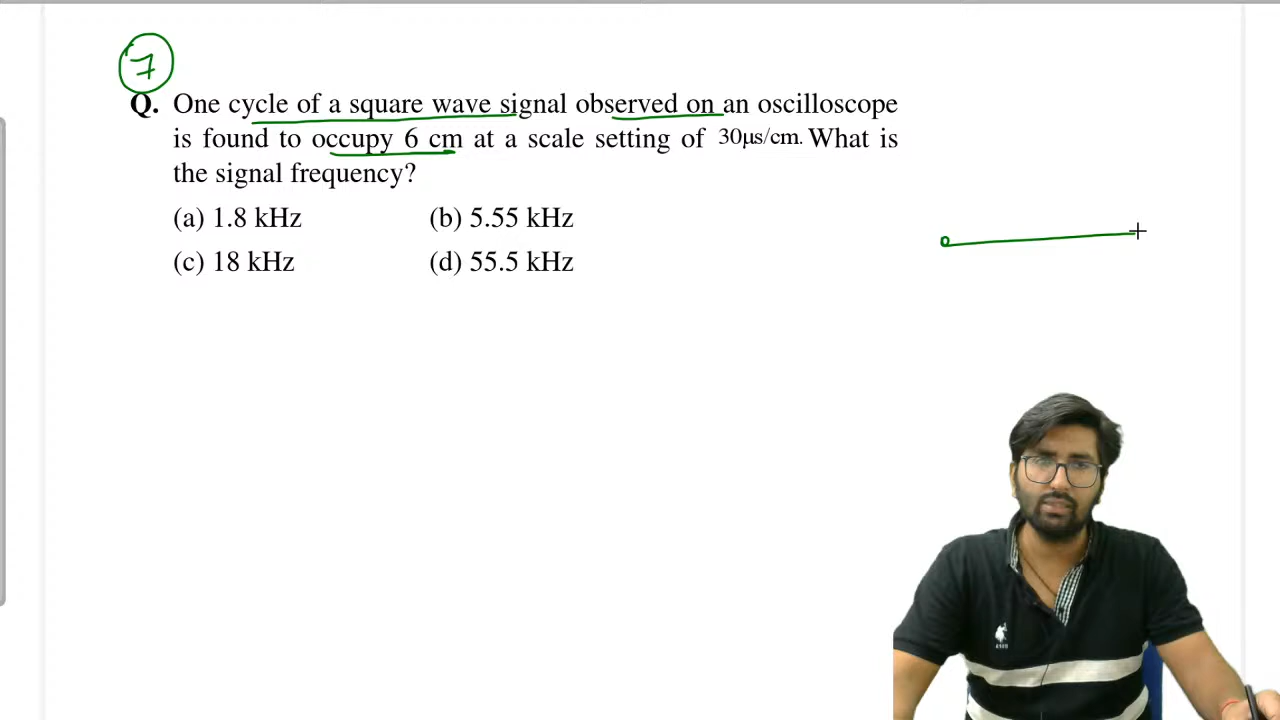 7
Q. One cycle of a square wave signal observed on an oscilloscope
is found to occupy 6 cm at a scale setting of 30μs/cm. What is
the signal frequency?
(a) 1.8 kHz (b) 5.55 kHz
(c) 18 kHz (d) 55.5 kHz